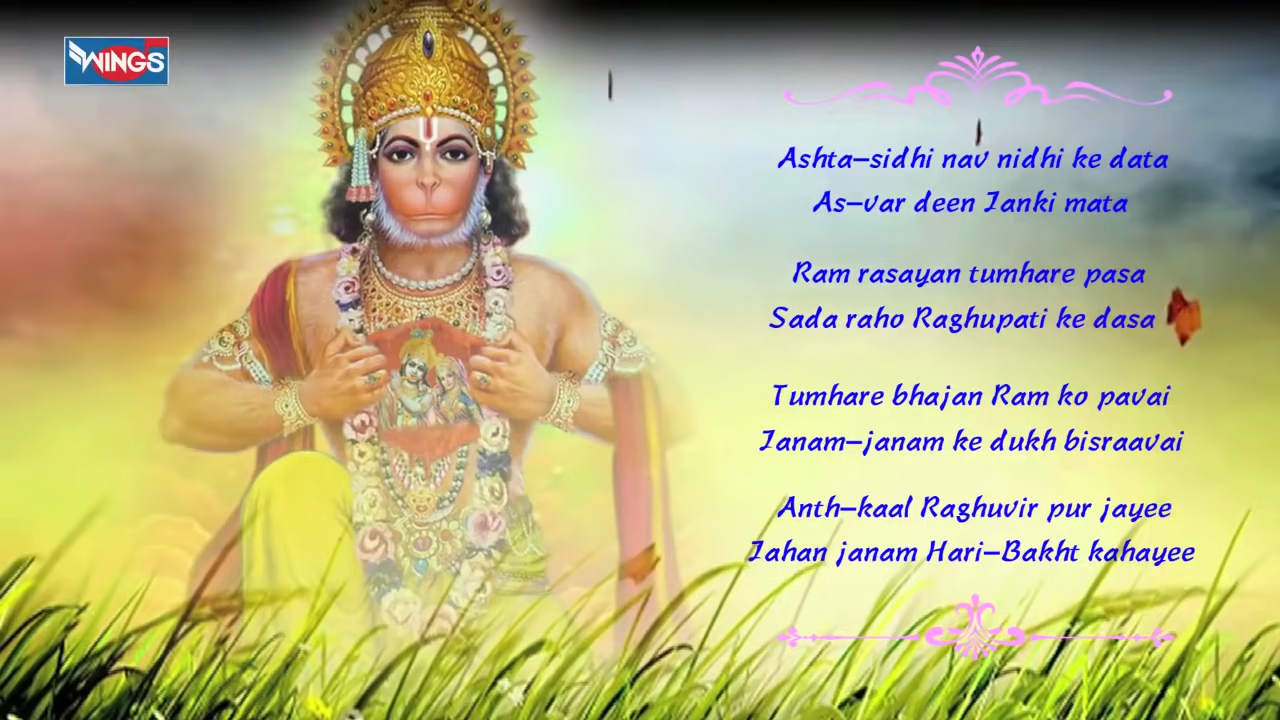 WINGS
Ashta-sidhi nav nidhi ke data
As-var deen Janki mata
Ram rasayan tumhare pasa
Sada raho Raghupati ke dasa
Tumhare bhajan Ram ko pavai
Janam-janam ke dukh bisraavai
Anth-kaal Raghuvir pur jayee
Jahan janam Hari-Bakht kahayee